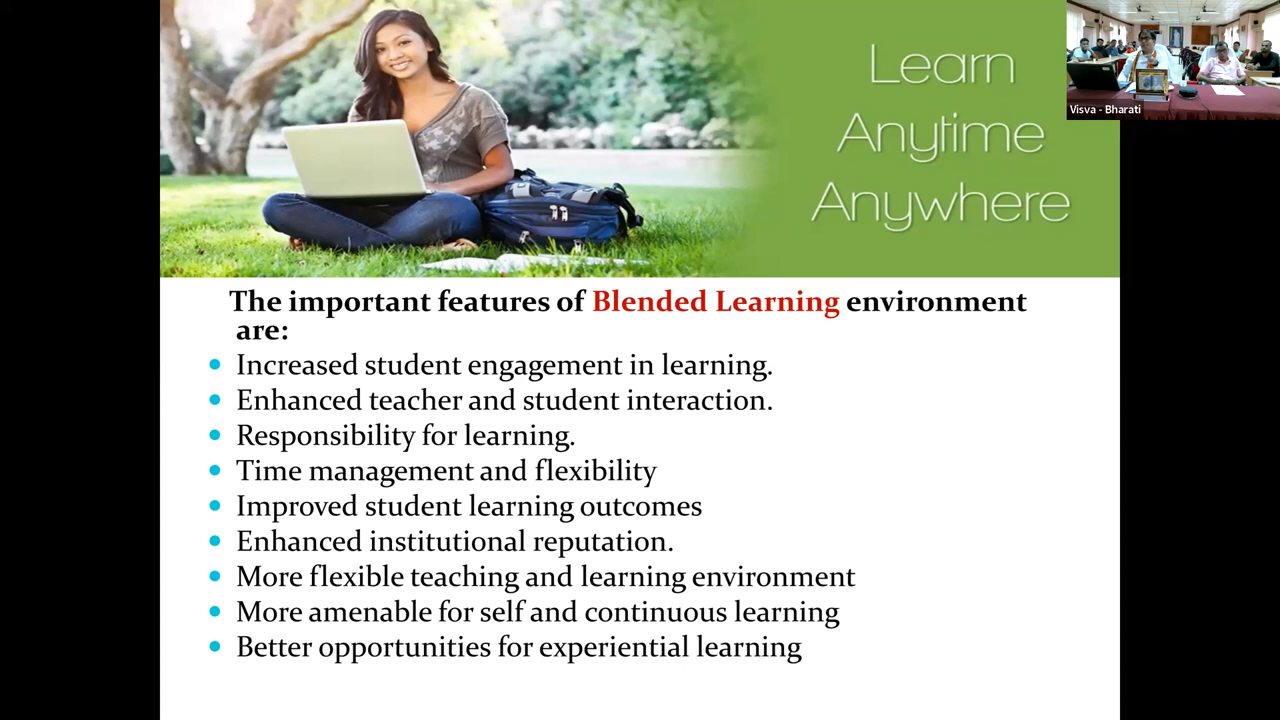 Learn
Anytime
Anywhere
Visva - Bharati
The important features of Blended Learning environment
are:
• Increased student engagement in learning.
• Enhanced teacher and student interaction.
• Responsibility for learning.
• Time management and flexibility
• Improved student learning outcomes
• Enhanced institutional reputation.
• More flexible teaching and learning environment
• More amenable for self and continuous learning
• Better opportunities for experiential learning